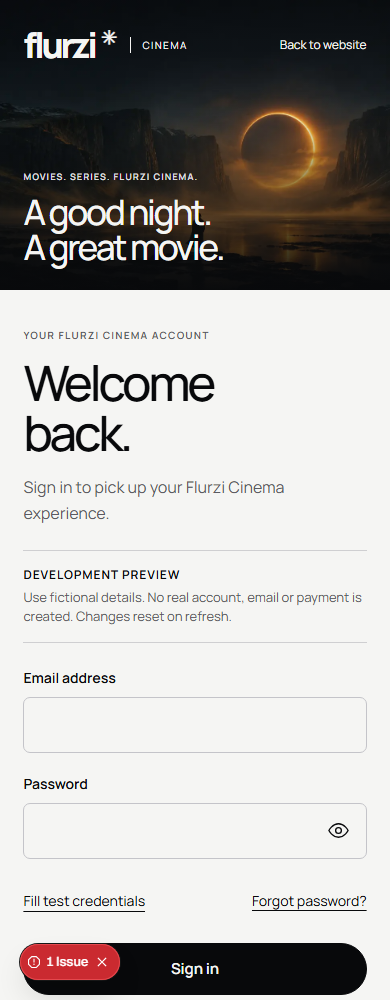 flurzi * CINEMA Back to website
MOVIES. SERIES. FLURZI CINEMA.
A good night.
A great movie.
YOUR FLURZI CINEMA ACCOUNT
Welcome
back.
Sign in to pick up your Flurzi Cinema
experience.
DEVELOPMENT PREVIEW
Use fictional details. No real account, email or payment is
created. Changes reset on refresh.
Email address
Password
Fill test credentials Forgot password?
1 Issue Sign in